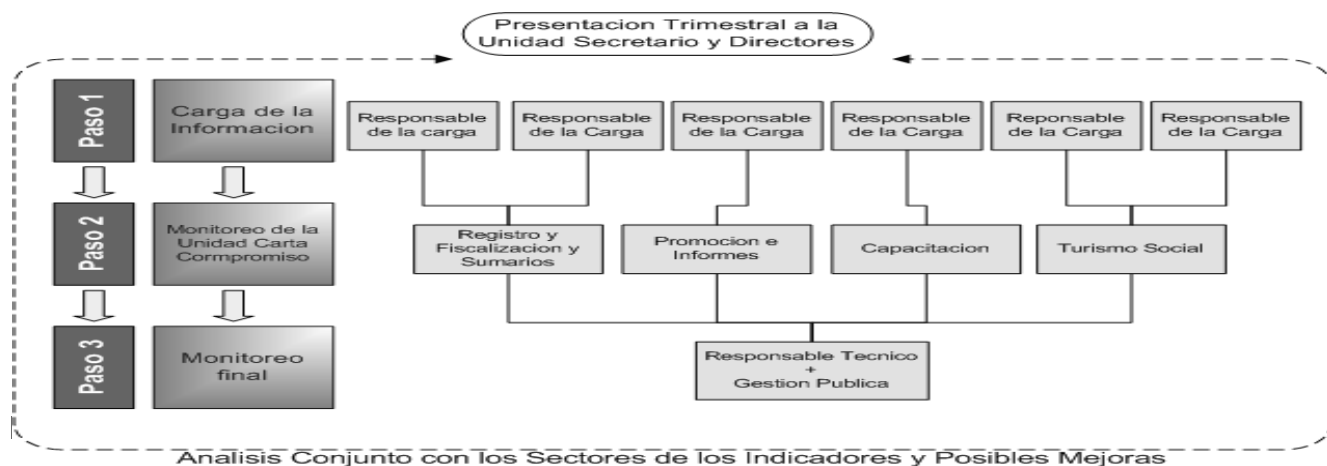 Presentacion Trimestral a la
Unidad Secretario y Directores
Paso 1
Carga de la
Informacion
Responsable
de la carga
Responsable
de la Carga
Responsable
de la Carga
Responsable
de la Carga
Reponsable
de la Carga
Responsable
de la Carga
Paso 2
Monitoreo de la
Unidad Carta
Cormpromiso
Registro y
Fiscalizacion y
Sumarios
Promocion e
Informes
Capacitacion
Turismo Social
Paso 3
Monitoreo
final
Responsable Tecnico
+
Gestion Publica
Analisis Conjunto con los Sectores de los Indicadores y Posibles Mejoras